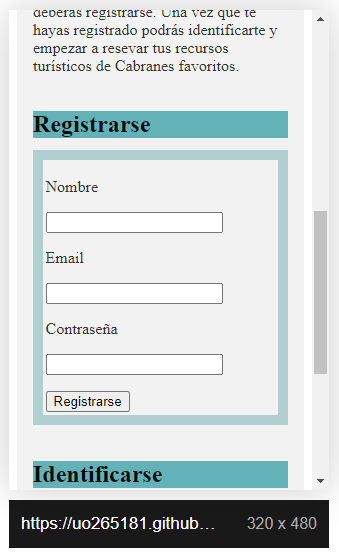 deberás registrarse. Una vez que te
hayas registrado podrás identificarte y
empezar a resevar tus recursos
turísticos de Cabranes favoritos.
Registrarse
Nombre
Email
Contraseña
Registrarse
Identificarse
https://uo265181.github... 320 x 480